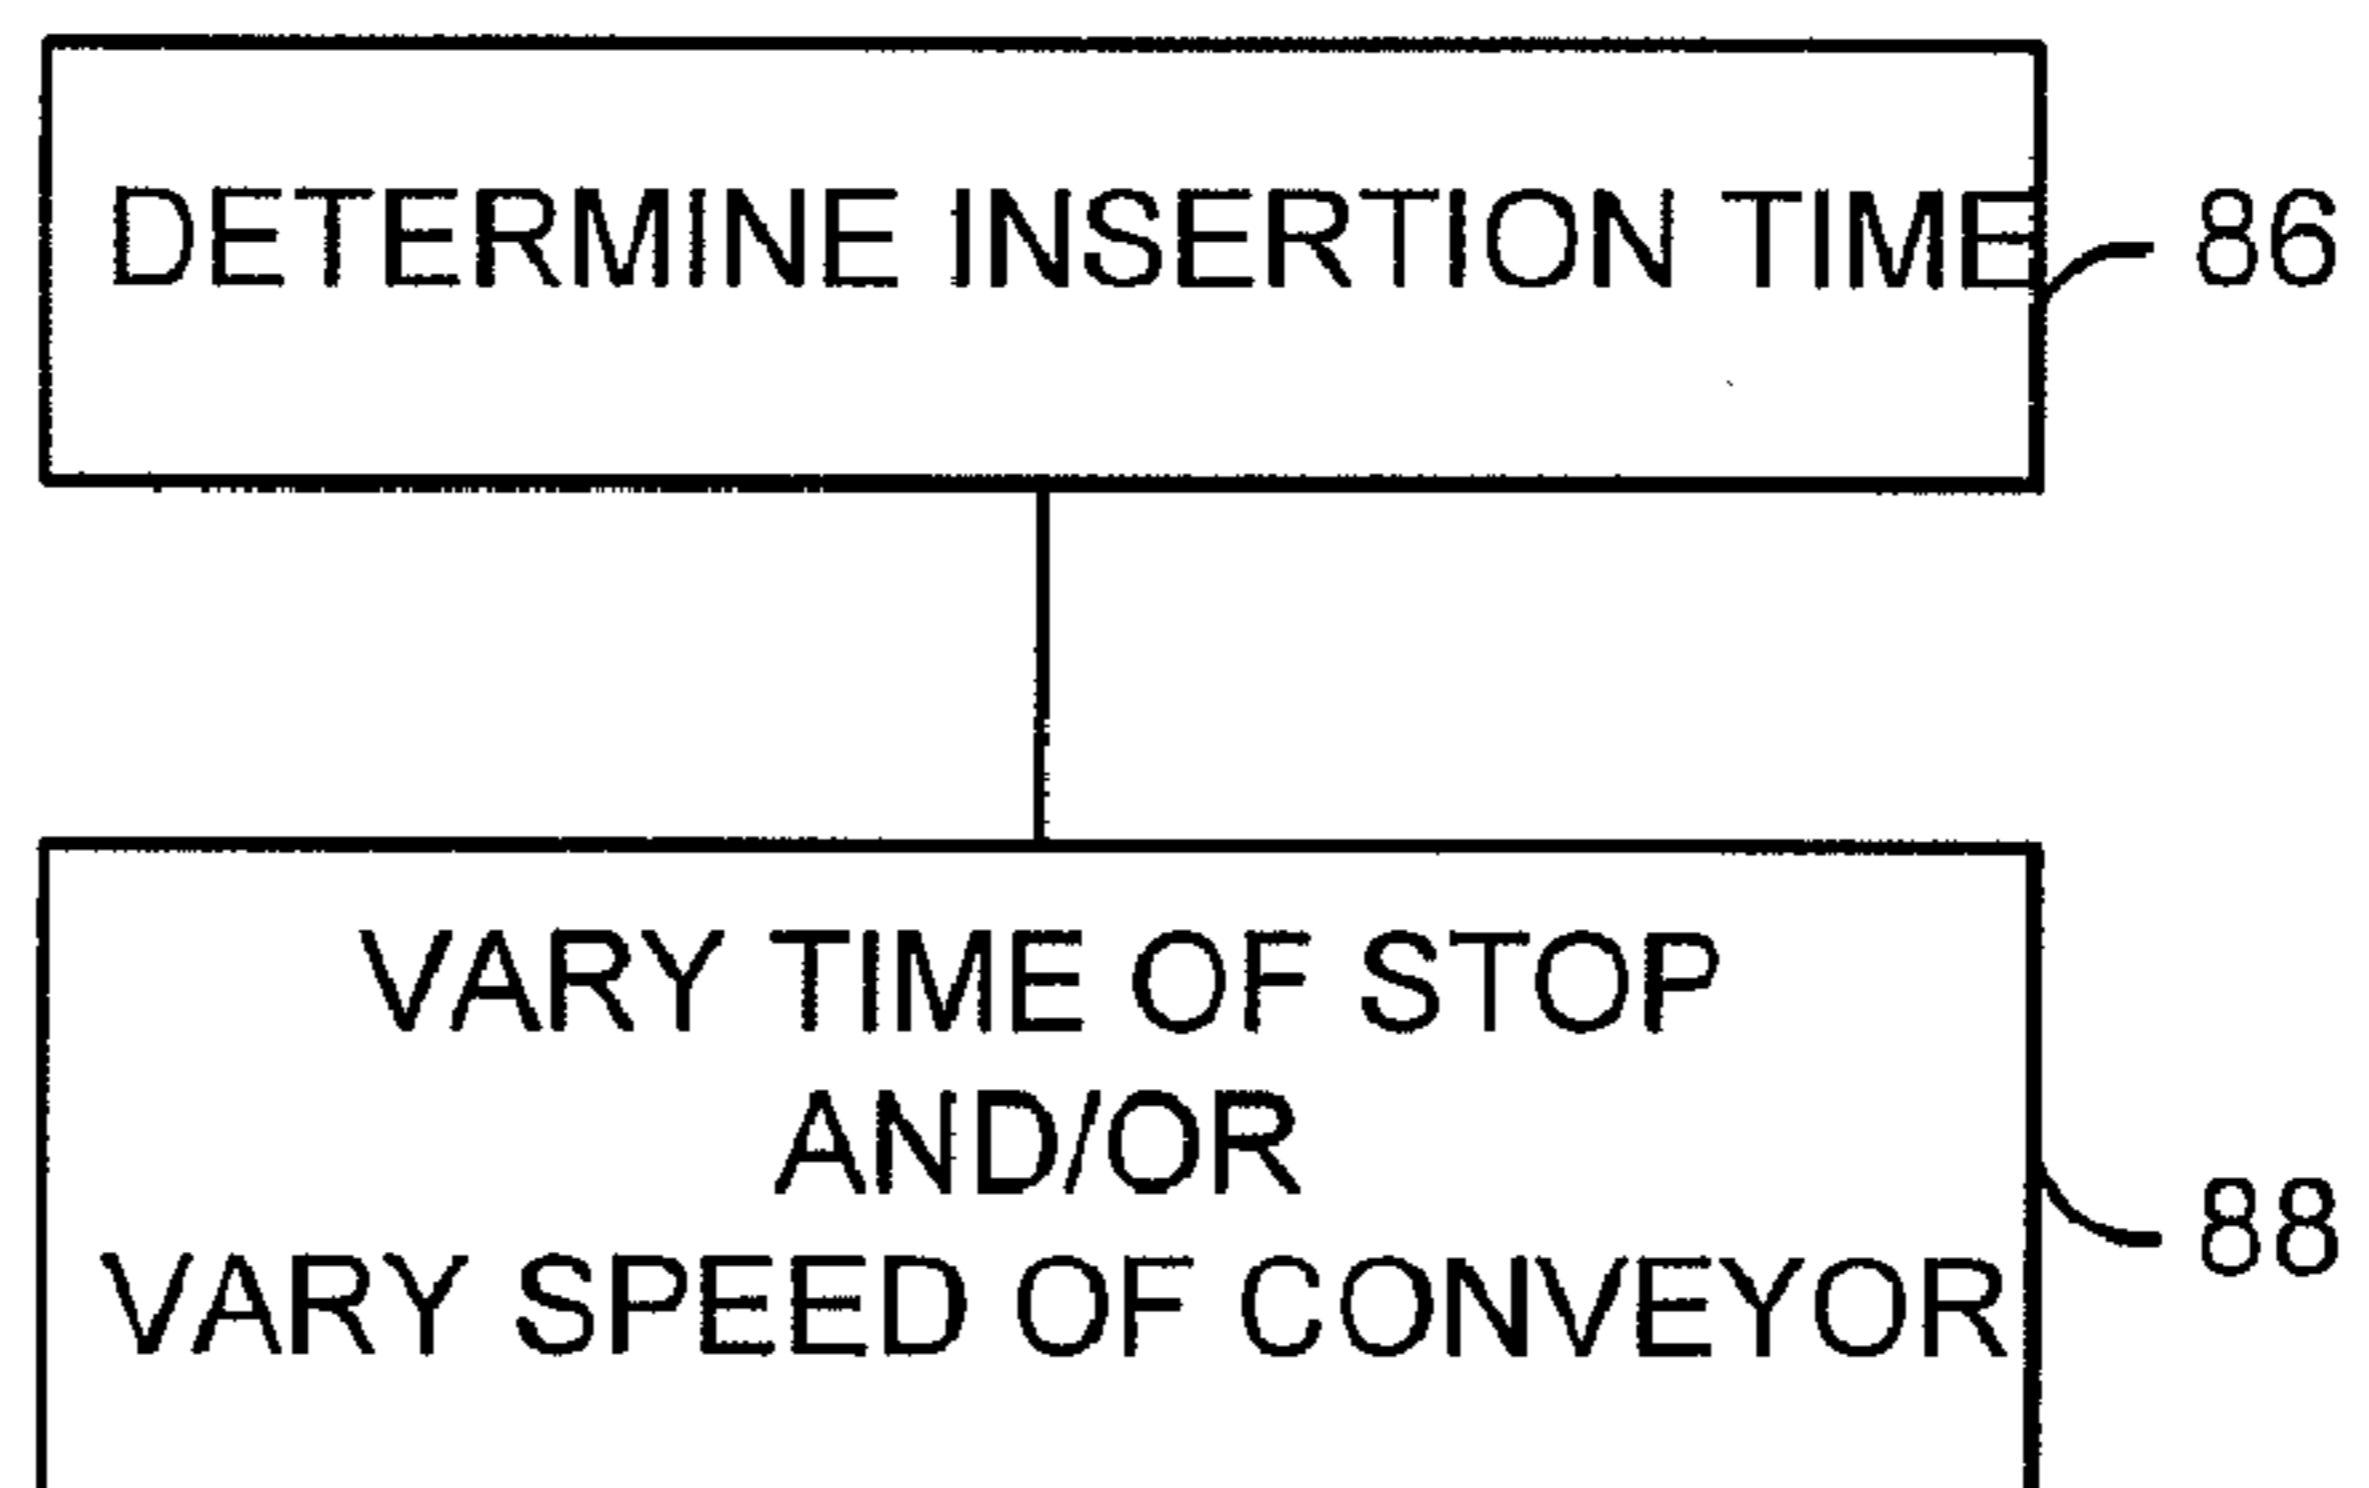 DETERMINE INSERTION TIME
86
VARY TIME OF STOP
AND/OR
VARY SPEED OF CONVEYOR
88